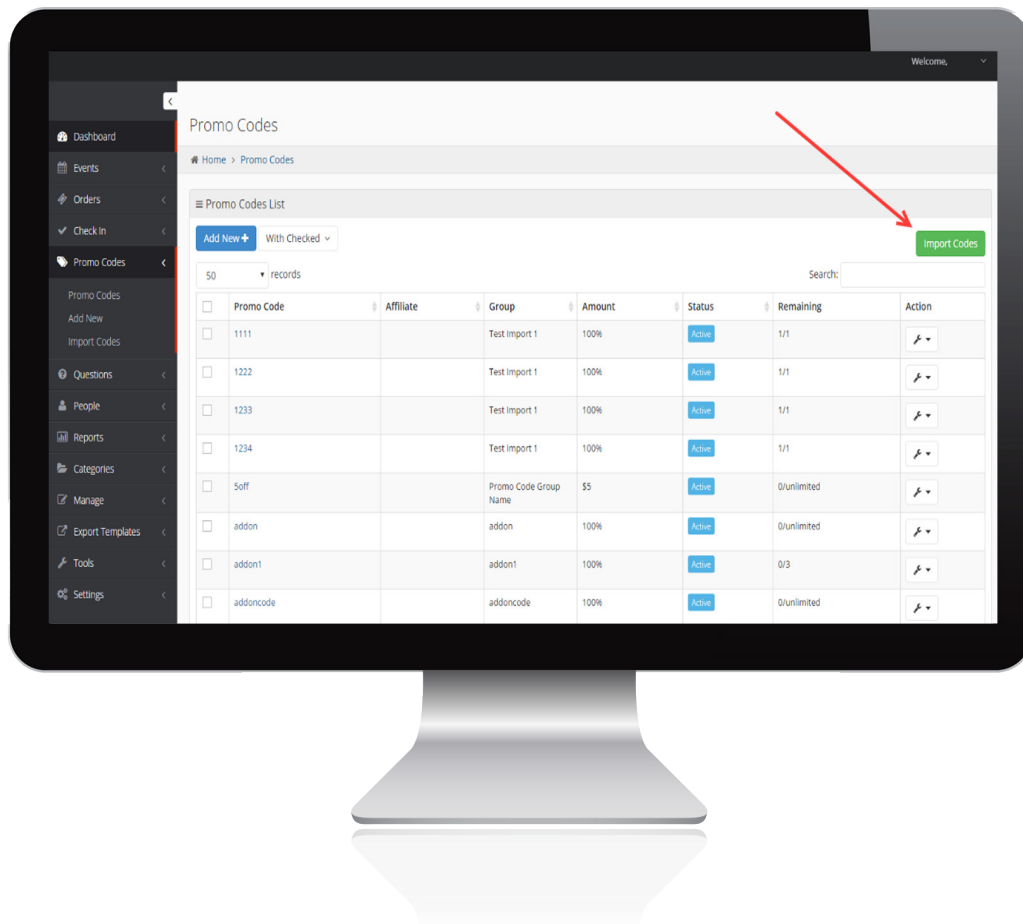 Welcome,
Dashboard
Events
Orders
Check In
Promo Codes
Promo Codes
Add New
Import Codes
Questions
People
Reports
Categories
Manage
Export Templates
Tools
Settings
Promo Codes
Home > Promo Codes
Promo Codes List
Add New + With Checked
Import Codes
50 records Search:
Promo Code Affiliate Group Amount Status Remaining Action
1111 Test Import 1 100% Active 1/1
1222 Test Import 1 100% Active 1/1
1233 Test Import 1 100% Active 1/1
1234 Test Import 1 100% Active 1/1
5off Promo Code Group $5 Active 0/unlimited
Name
addon addon 100% Active 0/unlimited
addon1 addon1 100% Active 0/3
addoncode addoncode 100% Active 0/unlimited